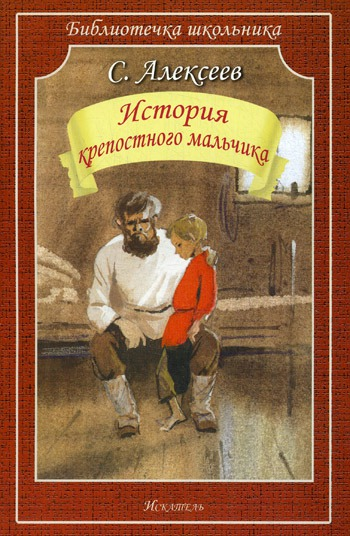 Библиотечка школьника
С. Алексеев
История
крепостного мальчика
Искатель